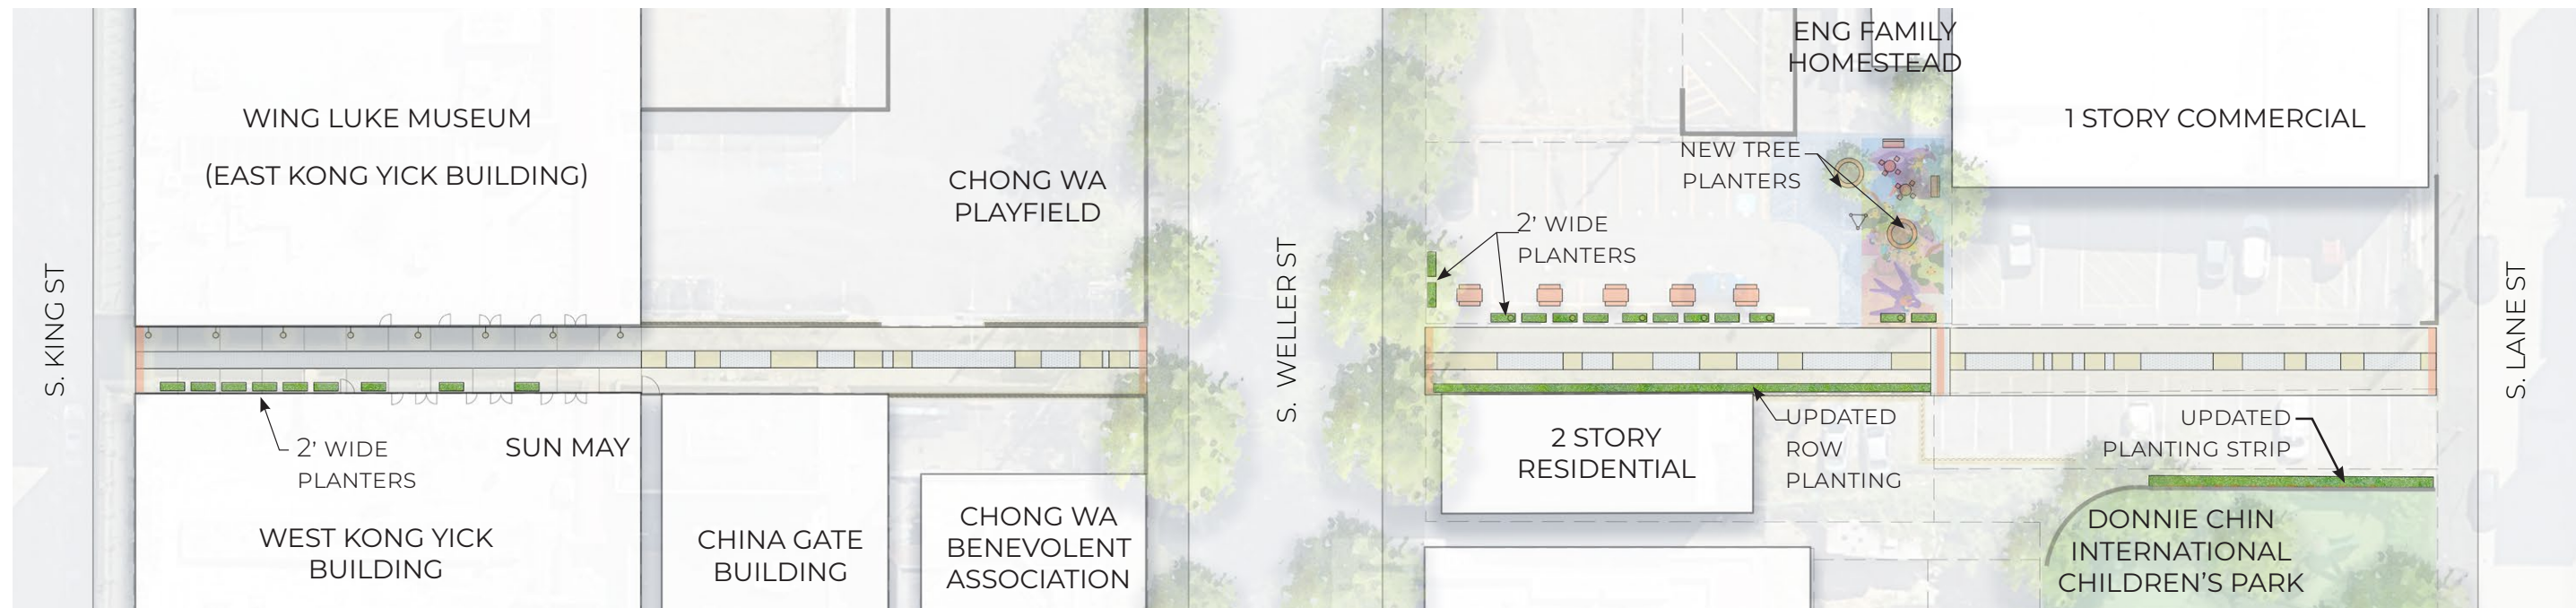 S. KING ST
WING LUKE MUSEUM
(EAST KONG YICK BUILDING)
2' WIDE
PLANTERS
SUN MAY
WEST KONG YICK
BUILDING
CHONG WA
PLAYFIELD
CHINA GATE
BUILDING
CHONG WA
BENEVOLENT
ASSOCIATION
S. WELLER ST
ENG FAMILY
HOMESTEAD
NEW TREE
PLANTERS
2' WIDE
PLANTERS
1 STORY COMMERCIAL
2 STORY
RESIDENTIAL
UPDATED
ROW
PLANTING
UPDATED
PLANTING STRIP
DONNIE CHIN
INTERNATIONAL
CHILDREN'S PARK
S. LANE ST